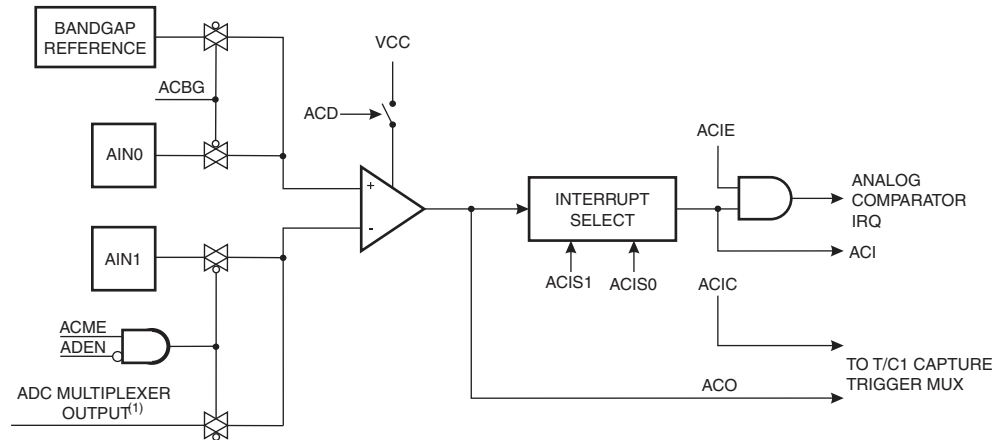 BANDGAP
REFERENCE
VCC
ACBG
ACD
ACIE
AIN0
+
-
INTERRUPT
SELECT
ANALOG
COMPARATOR
IRQ
ACI
AIN1
ACIS1
ACIS0
ACIC
ACME
ADEN
TO T/C1 CAPTURE
TRIGGER MUX
ADC MULTIPLEXER
OUTPUT(1)
ACO